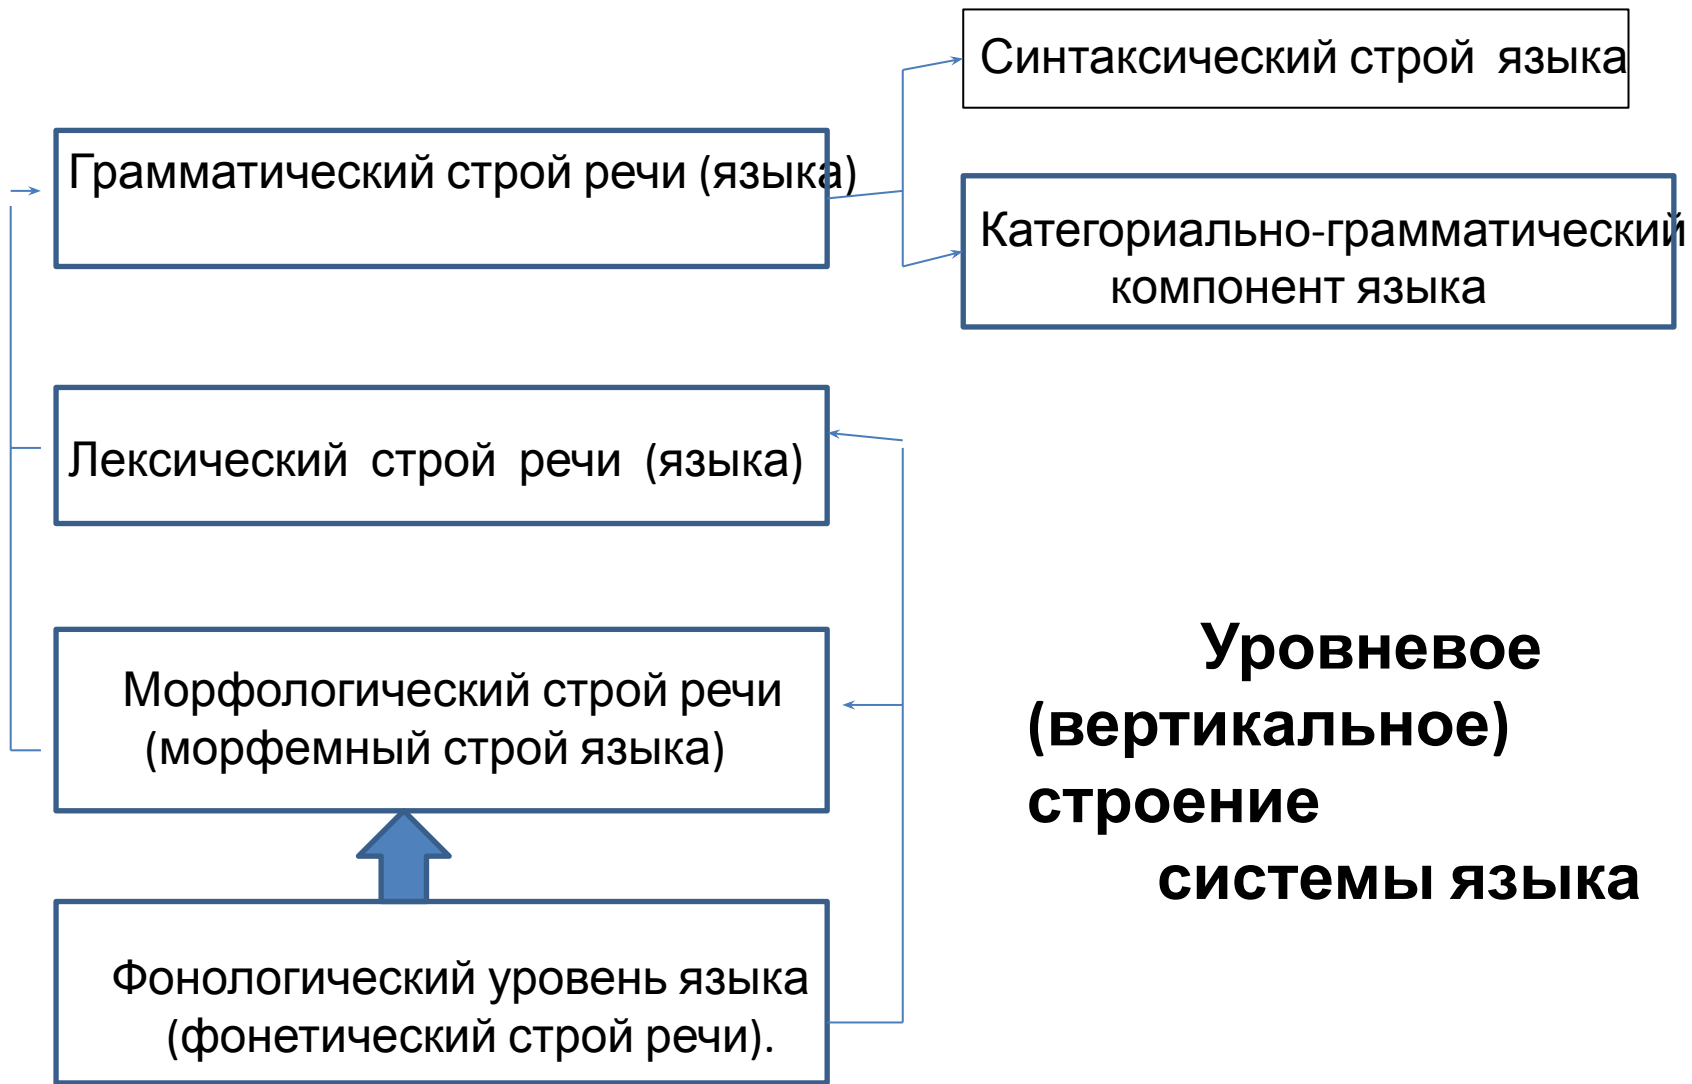 Синтаксический строй языка
Грамматический строй речи (языка)
Категориально-грамматический
компонент языка
Лексический строй речи (языка)
Морфологический строй речи
(морфемный строй языка)
Уровневое
(вертикальное)
строение
системы языка
Фонологический уровень языка
(фонетический строй речи).